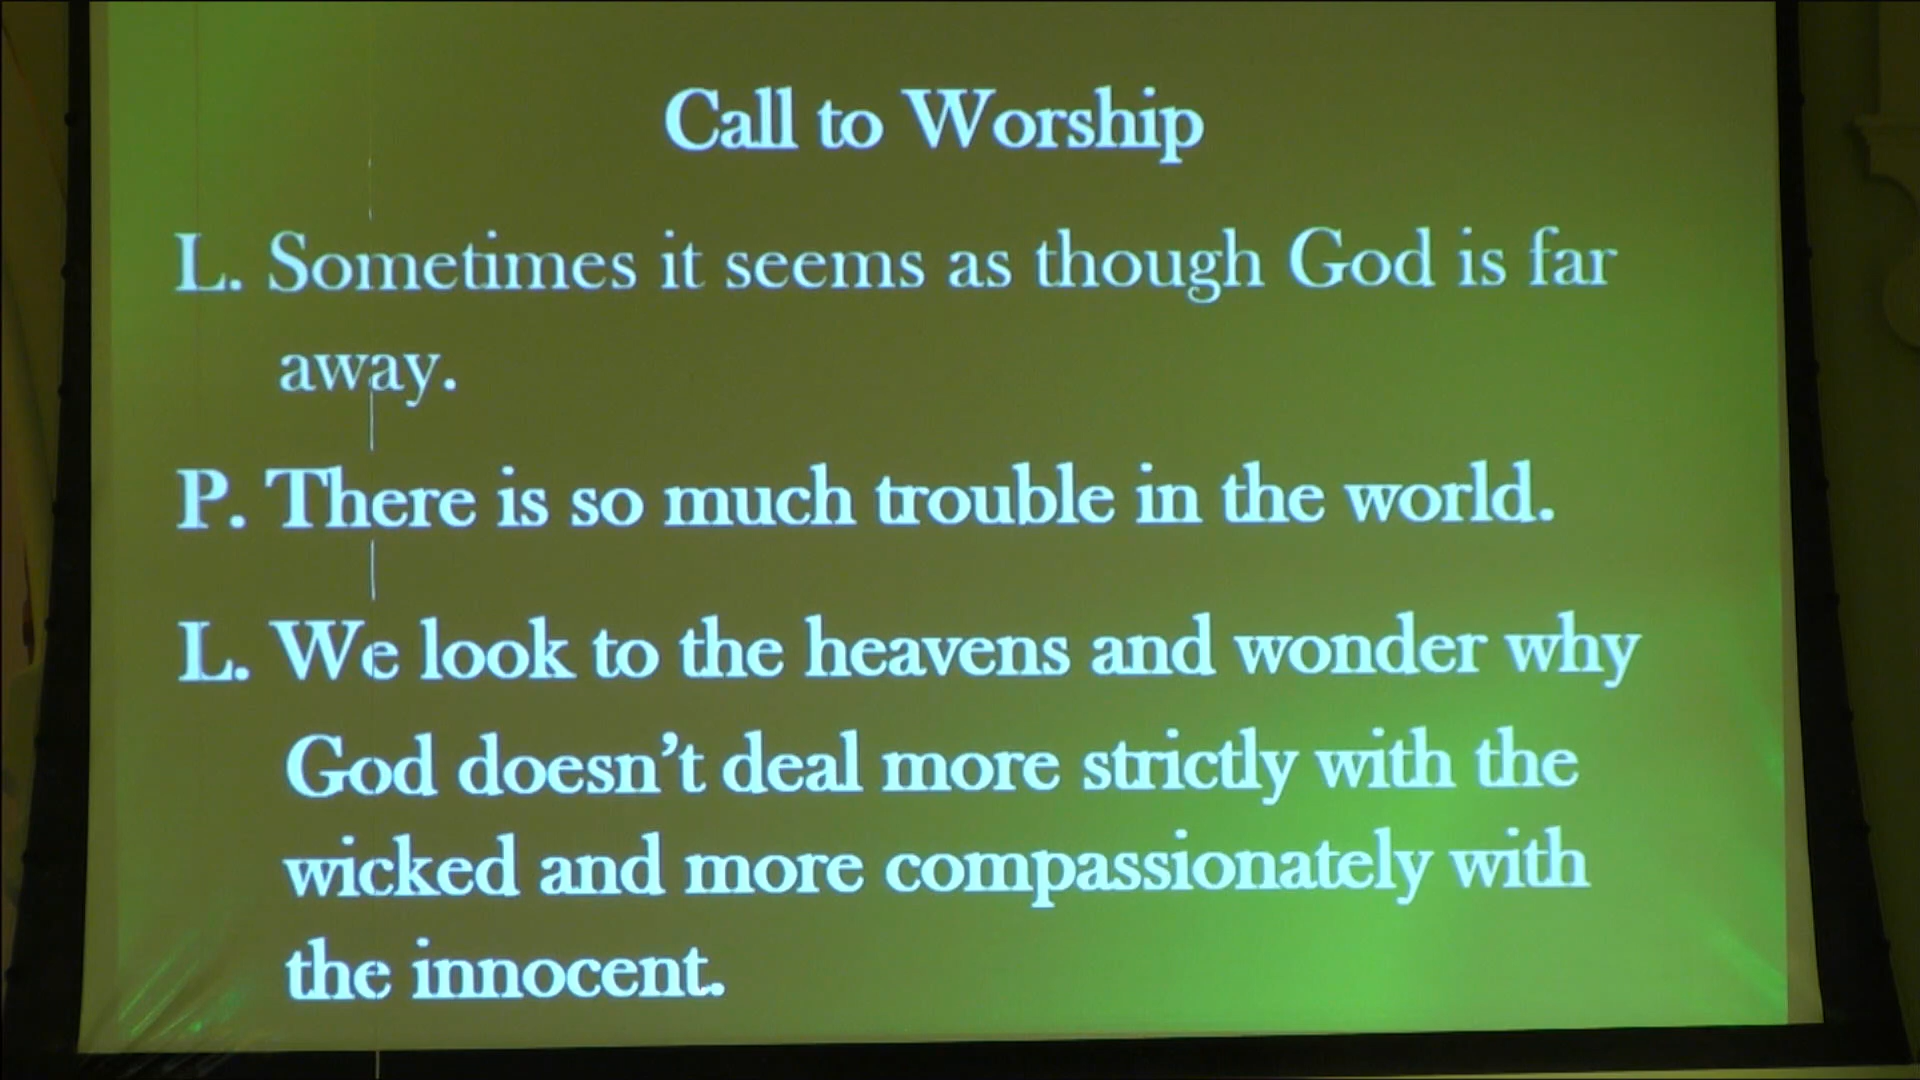 Call to Worship
L. Sometimes it seems as though God is far
away.
P. There is so much trouble in the world.
L. We look to the heavens and wonder why
God doesn’t deal more strictly with the
wicked and more compassionately with
the innocent.